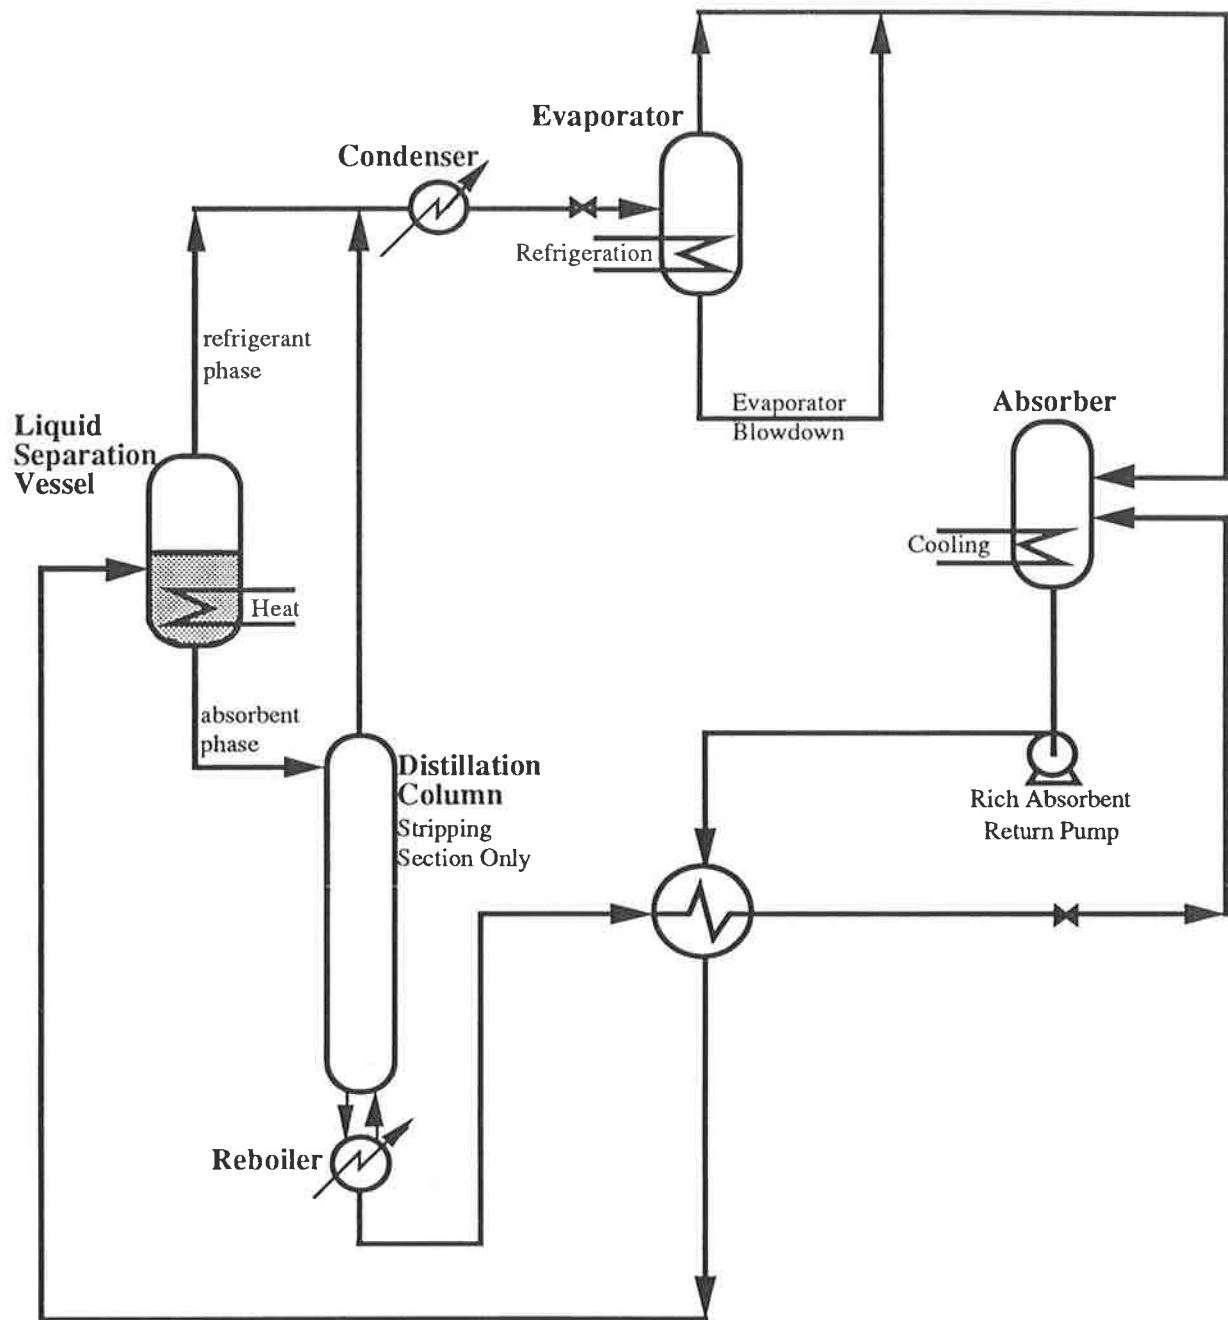 Evaporator
Condenser
Refrigeration
refrigerant
phase
Evaporator
Blowdown
Absorber
Liquid
Separation
Vessel
Cooling
Heat
absorbent
phase
Distillation
Column
Stripping
Section Only
Rich Absorbent
Return Pump
Reboiler